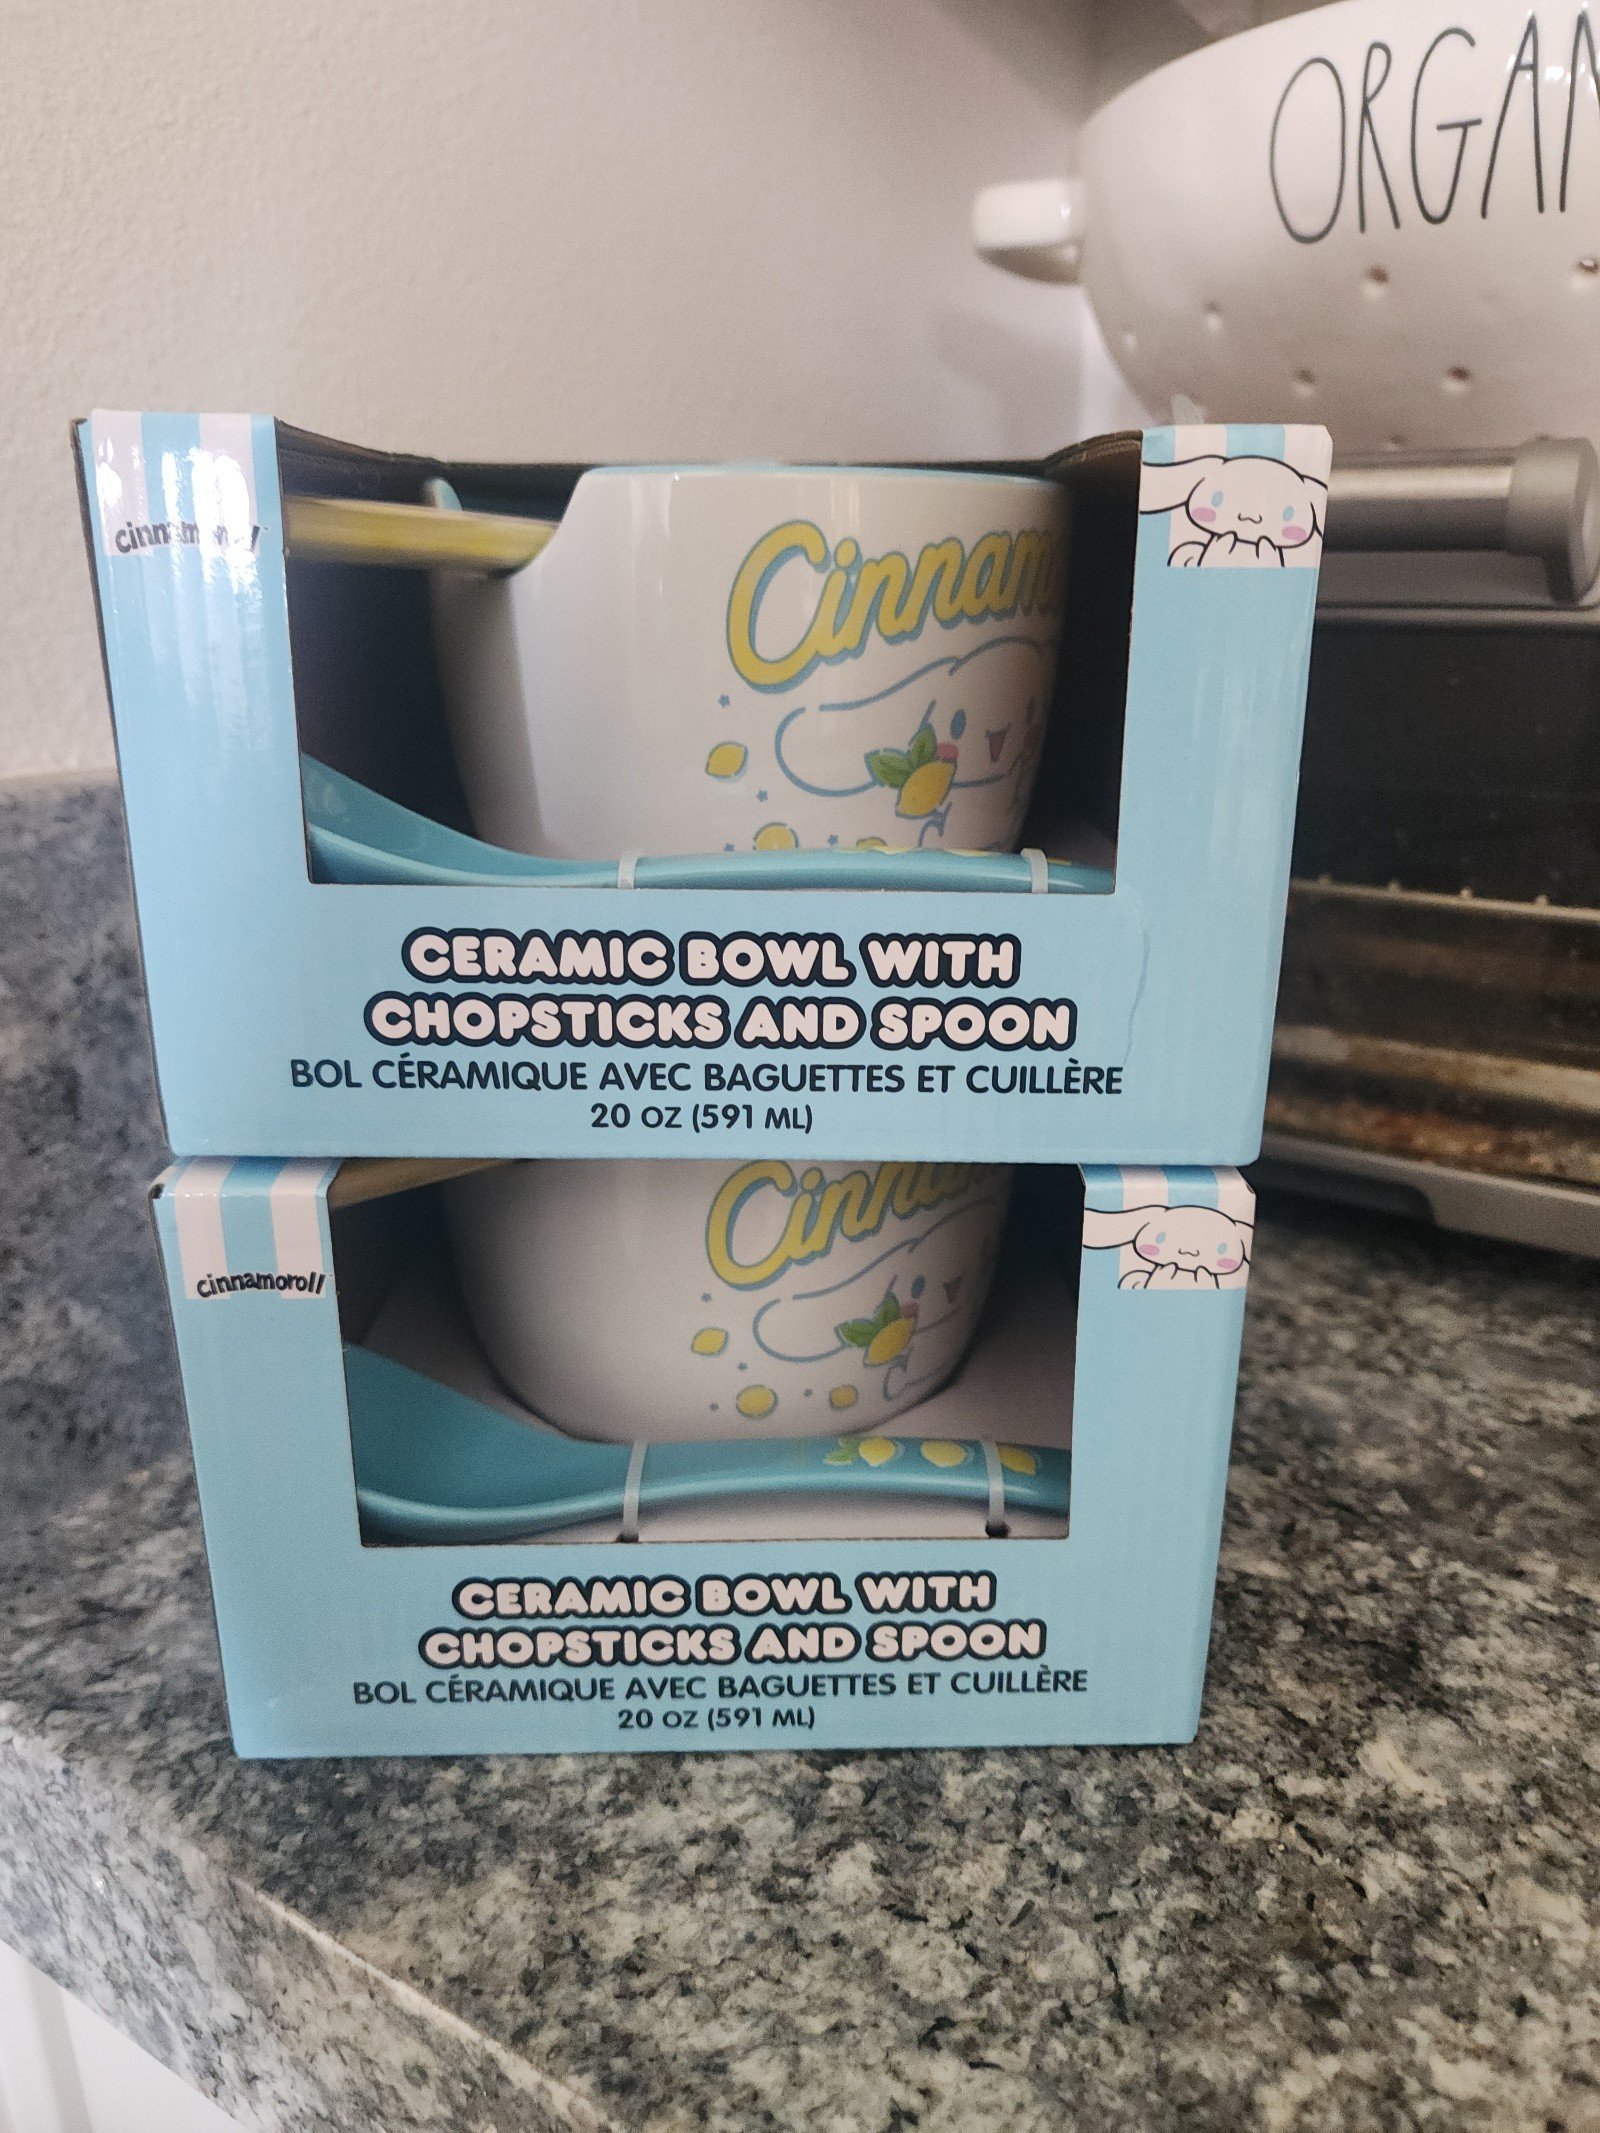 ORGAN
cinnamoroll
Cinnam
CERAMIC BOWL WITH
CHOPSTICKS AND SPOON
BOL CÉRAMIQUE AVEC BAGUETTES ET CUILLÈRE
20 OZ (591 ML)
Cinna
cinnamoroll
CERAMIC BOWL WITH
CHOPSTICKS AND SPOON
BOL CÉRAMIQUE AVEC BAGUETTES ET CUILLÈRE
20 OZ (591 ML)